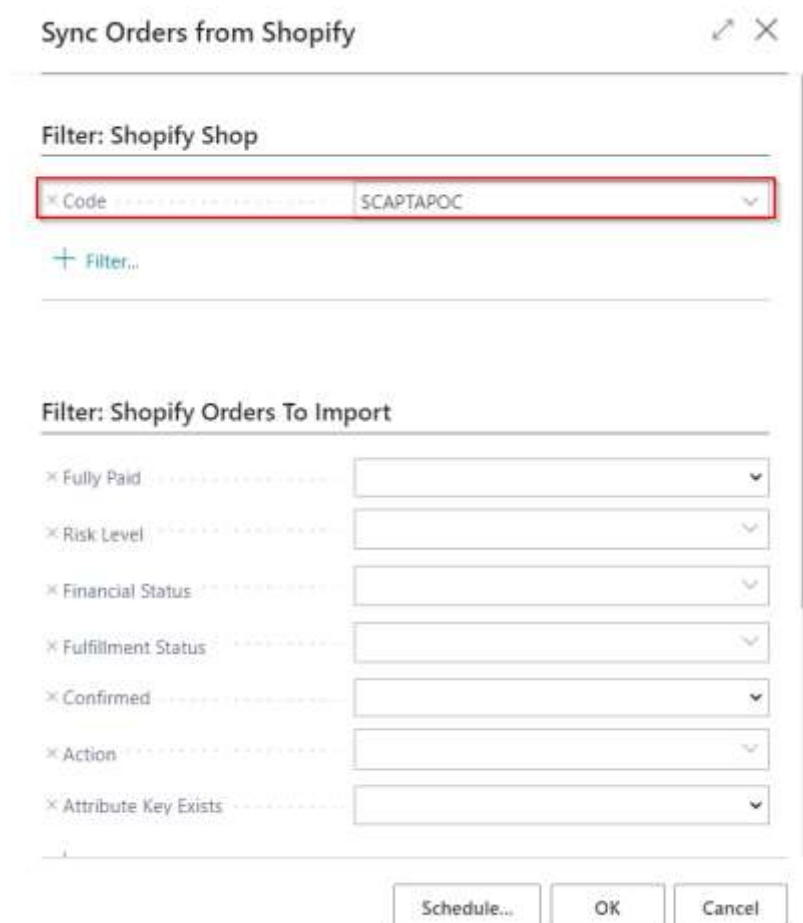 Sync Orders from Shopify
Filter: Shopify Shop
× Code SCAPTAPOC
+ Filter...
Filter: Shopify Orders To Import
× Fully Paid
× Risk Level
× Financial Status
× Fulfillment Status
× Confirmed
× Action
× Attribute Key Exists
Schedule... OK Cancel